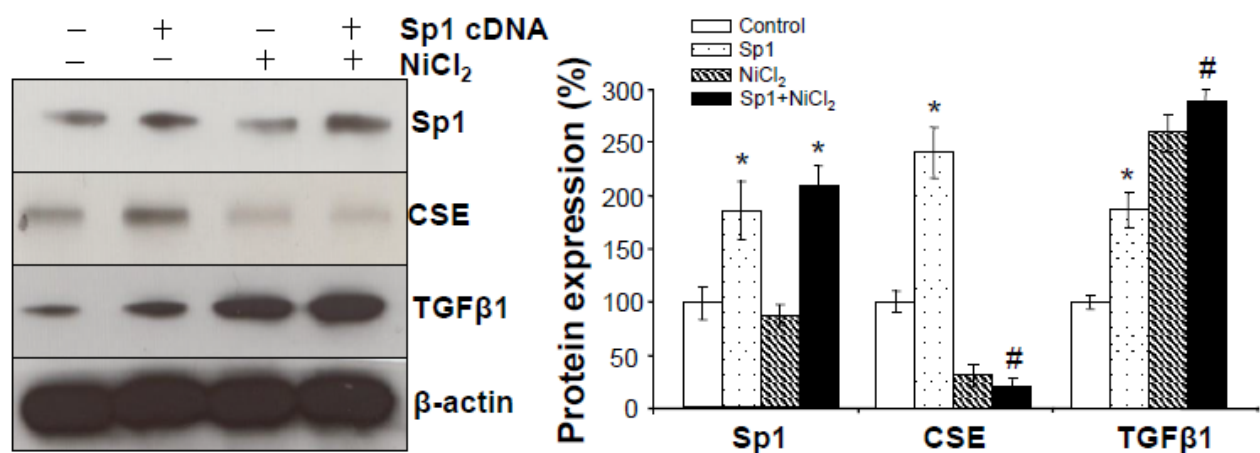 − + − + Sp1 cDNA
− − + + NiCl₂
Sp1
CSE
TGFβ1
β-actin
Control
Sp1
NiCl₂
Sp1+NiCl₂
Protein expression (%)
300
250
200
150
100
50
0
* *
* #
* #
Sp1 CSE TGFβ1